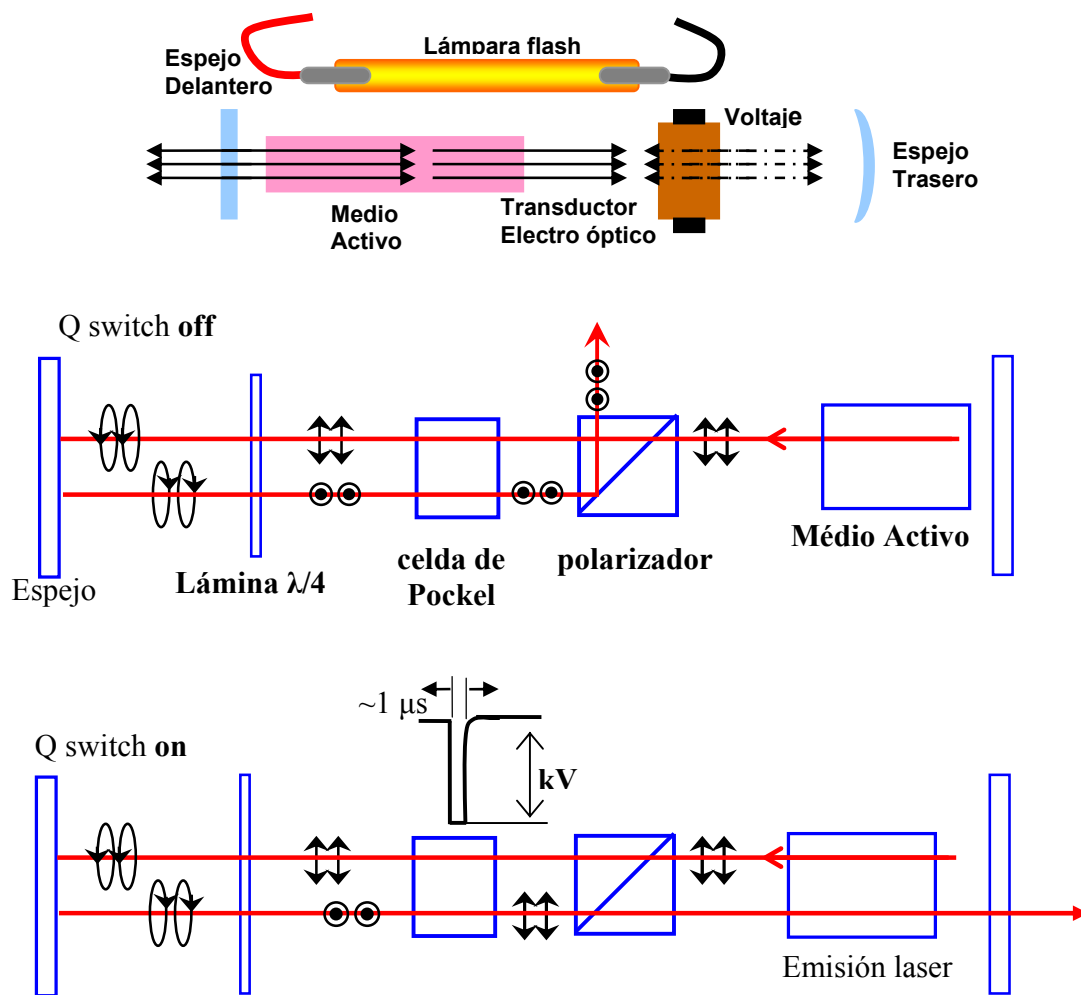 Lámpara flash
Espejo
Delantero
Voltaje
Espejo
Trasero
Medio
Activo
Transductor
Electro óptico
Q switch off
Espejo
Lámina λ/4
celda de
Pockel
polarizador
Médio Activo
~1 μs
Q switch on
kV
Emisión laser